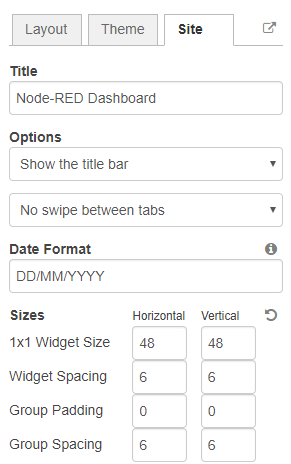 Layout Theme Site
Title
Node-RED Dashboard
Options
Show the title bar
No swipe between tabs
Date Format
DD/MM/YYYY
Sizes Horizontal Vertical
1x1 Widget Size 48 48
Widget Spacing 6 6
Group Padding 0 0
Group Spacing 6 6